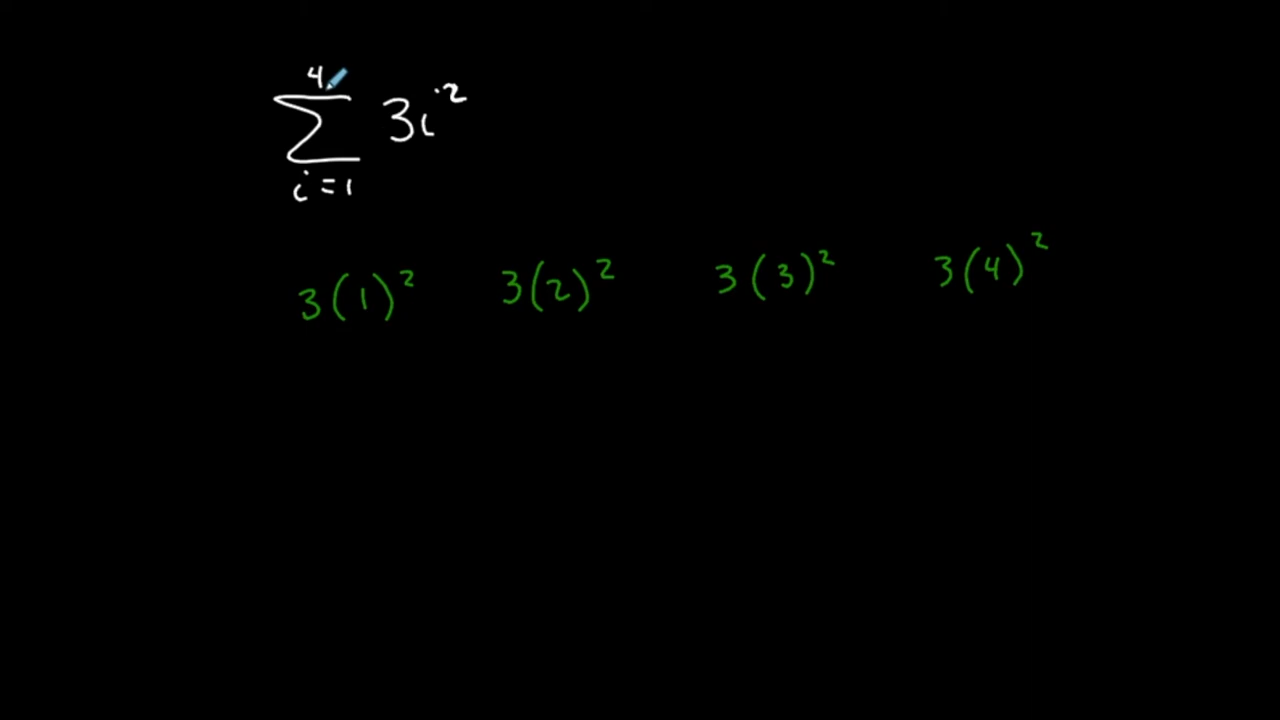 4
∑ 3i²
i=1
3(1)² 3(2)² 3(3)² 3(4)²